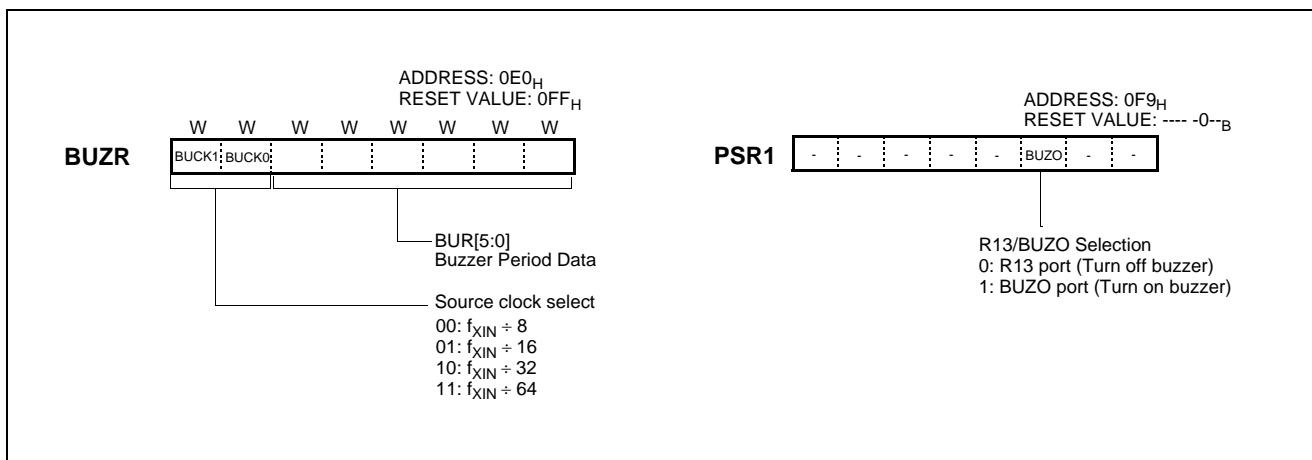 ADDRESS: 0E0H
RESET VALUE: 0FFH
W W W W W W W W
BUZR BUCK1 BUCK0
BUR[5:0]
Buzzer Period Data
Source clock select
00: fXIN ÷ 8
01: fXIN ÷ 16
10: fXIN ÷ 32
11: fXIN ÷ 64
ADDRESS: 0F9H
RESET VALUE: ---- -0--B
PSR1 - - - - - BUZO - -
R13/BUZO Selection
0: R13 port (Turn off buzzer)
1: BUZO port (Turn on buzzer)